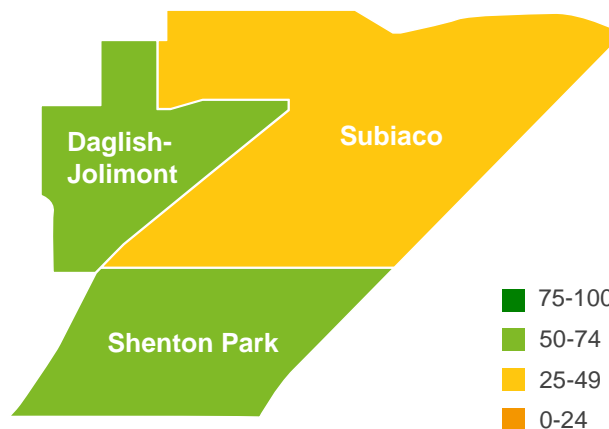 Daglish-
Jolimont
Subiaco
Shenton Park
75-100
50-74
25-49
0-24